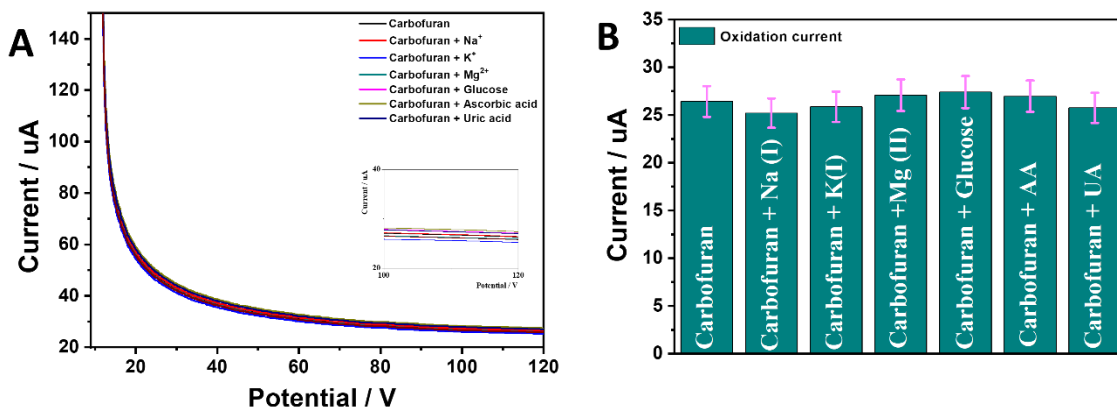 A
Current / uA
140
120
100
80
60
40
20
20
40
60
80
100
120
Potential / V
Carbofuran
Carbofuran + Na⁺
Carbofuran + K⁺
Carbofuran + Mg²⁺
Carbofuran + Glucose
Carbofuran + Ascorbic acid
Carbofuran + Uric acid
Current / uA
40
20
100
120
Potential / V
B
Current / uA
35
30
25
20
15
10
5
0
Oxidation current
Carbofuran
Carbofuran + Na (I)
Carbofuran + K(I)
Carbofuran +Mg (II)
Carbofuran + Glucose
Carbofuran + AA
Carbofuran + UA